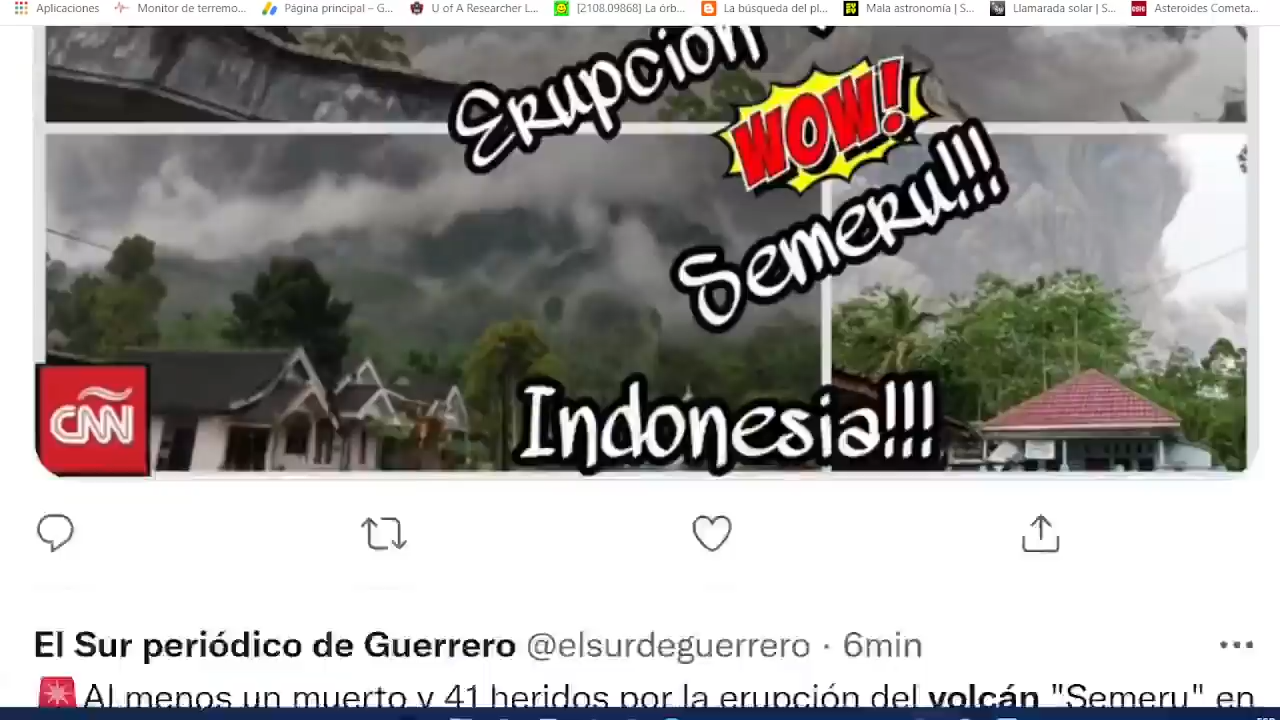 Aplicaciones Monitor de terremo... Página principal – G... U of A Researcher L... [2108.09868] La órb... La búsqueda del pl... Malo astronomía | S... Llamarada solar | S... Asteroides Cometa...
Erupción
WOW!
Semeru!!!
CNN
Indonesia!!!
El Sur periódico de Guerrero @elsurdeguerrero · 6min
Al menos un muerto y 41 heridos por la erupción del volcán "Semeru" en